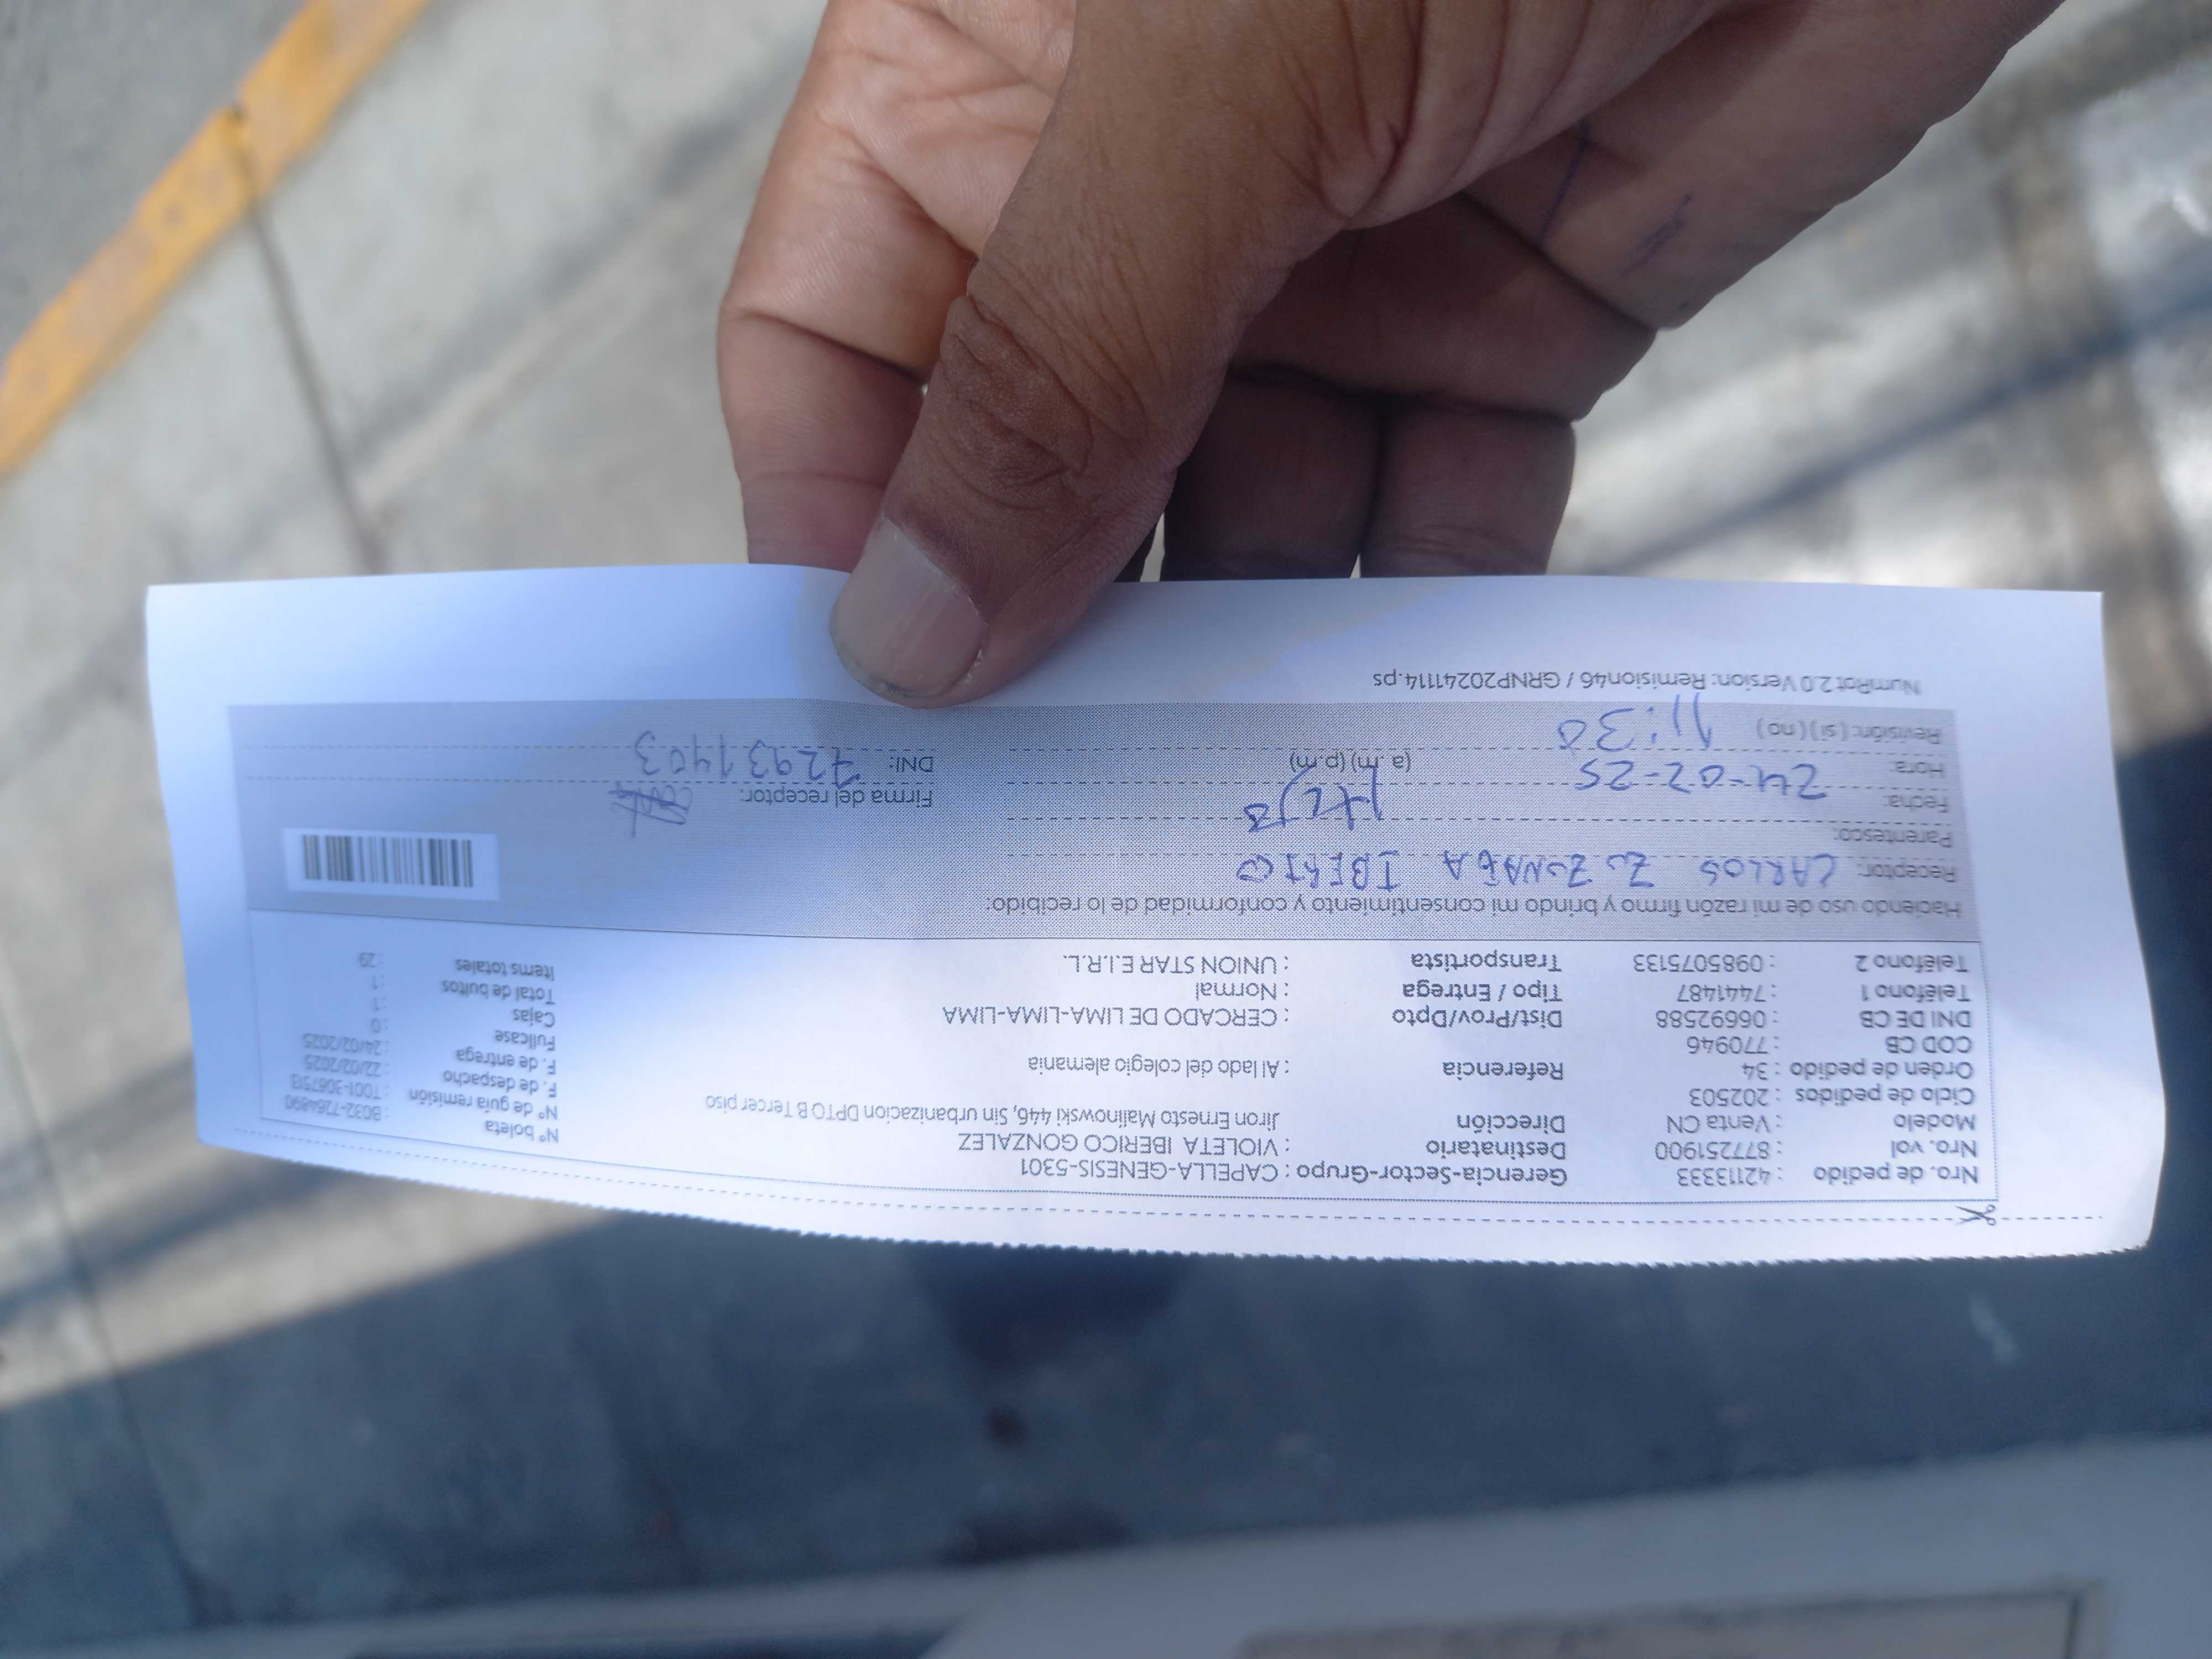 Nro. de pedido : 42113333 Gerencia-Sector-Grupo : CAPELLA-GENESIS-5301
Nro. vol : 877251900 Destinatario : VIOLETA IBERICO GONZALEZ Nº boleta : B032-7264890
Modelo : Venta CN Dirección Jiron Ernesto Malinowski 446, Sin urbanizacion DPTO B Tercer piso Nº de guía remisión : T001-3067513
Ciclo de pedidos : 202503 F. de despacho : 22/02/2025
Orden de pedido : 34 Referencia : Al lado del colegio alemania F. de entrega : 24/02/2025
COD CB : 770946 Fullcase : 0
DNI DE CB : 06692588 Dist/Prov/Dpto : CERCADO DE LIMA-LIMA-LIMA Cajas : 1
Teléfono 1 : 7441487 Tipo / Entrega : Normal Total de bultos : 1
Teléfono 2 : 0985075133 Transportista : UNION STAR E.I.R.L. Items totales : 29
Haciendo uso de mi razón firmo y brindo mi consentimiento y conformidad de lo recibido:
Receptor: CARLOS IBERICO
Parentesco:
Fecha: 24-02-25 Firma del receptor:
Hora: (a. m) (p.m) DNI: 72931403
Revisión: ( si ) ( no ) 11:30
NumRot 2.0 Version: Remision46 / GRNP20241114.ps